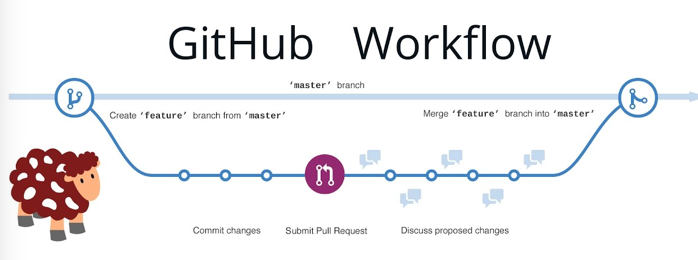 GitHub Workflow
‘master’ branch
Create ‘feature’ branch from ‘master’
Merge ‘feature’ branch into ‘master’
Commit changes
Submit Pull Request
Discuss proposed changes